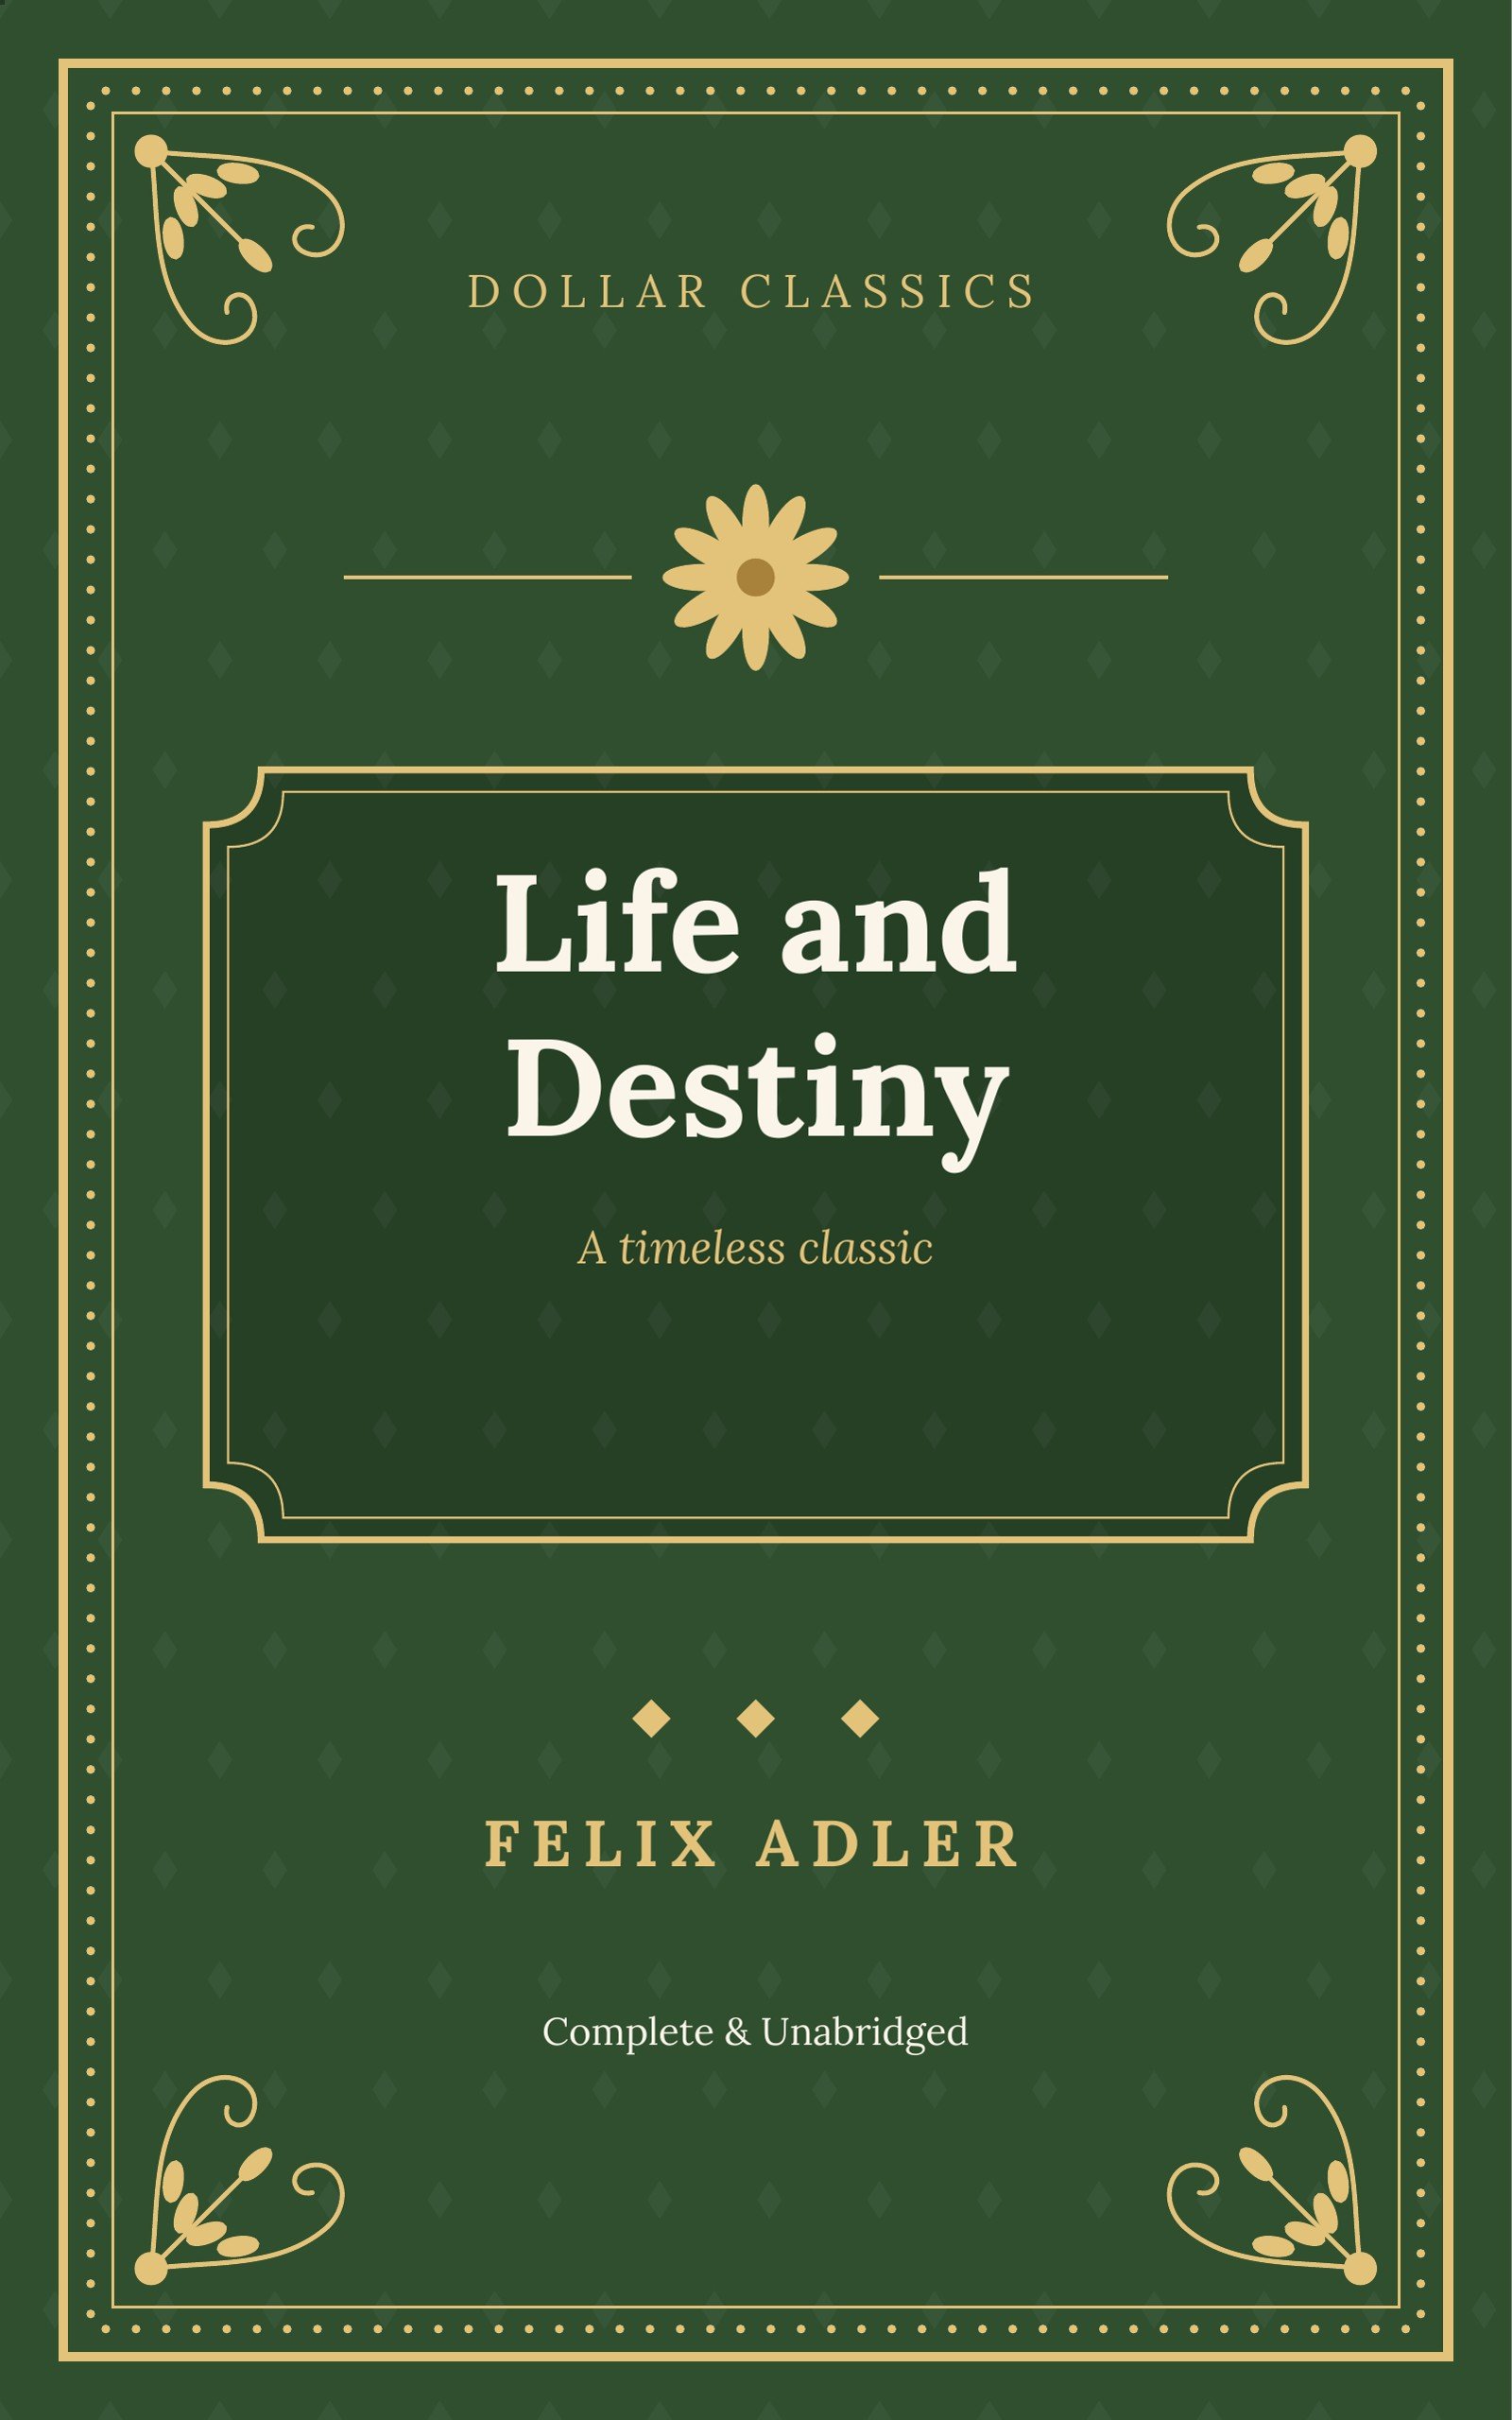 DOLLAR CLASSICS
Life and
Destiny
A timeless classic
FELIX ADLER
Complete & Unabridged